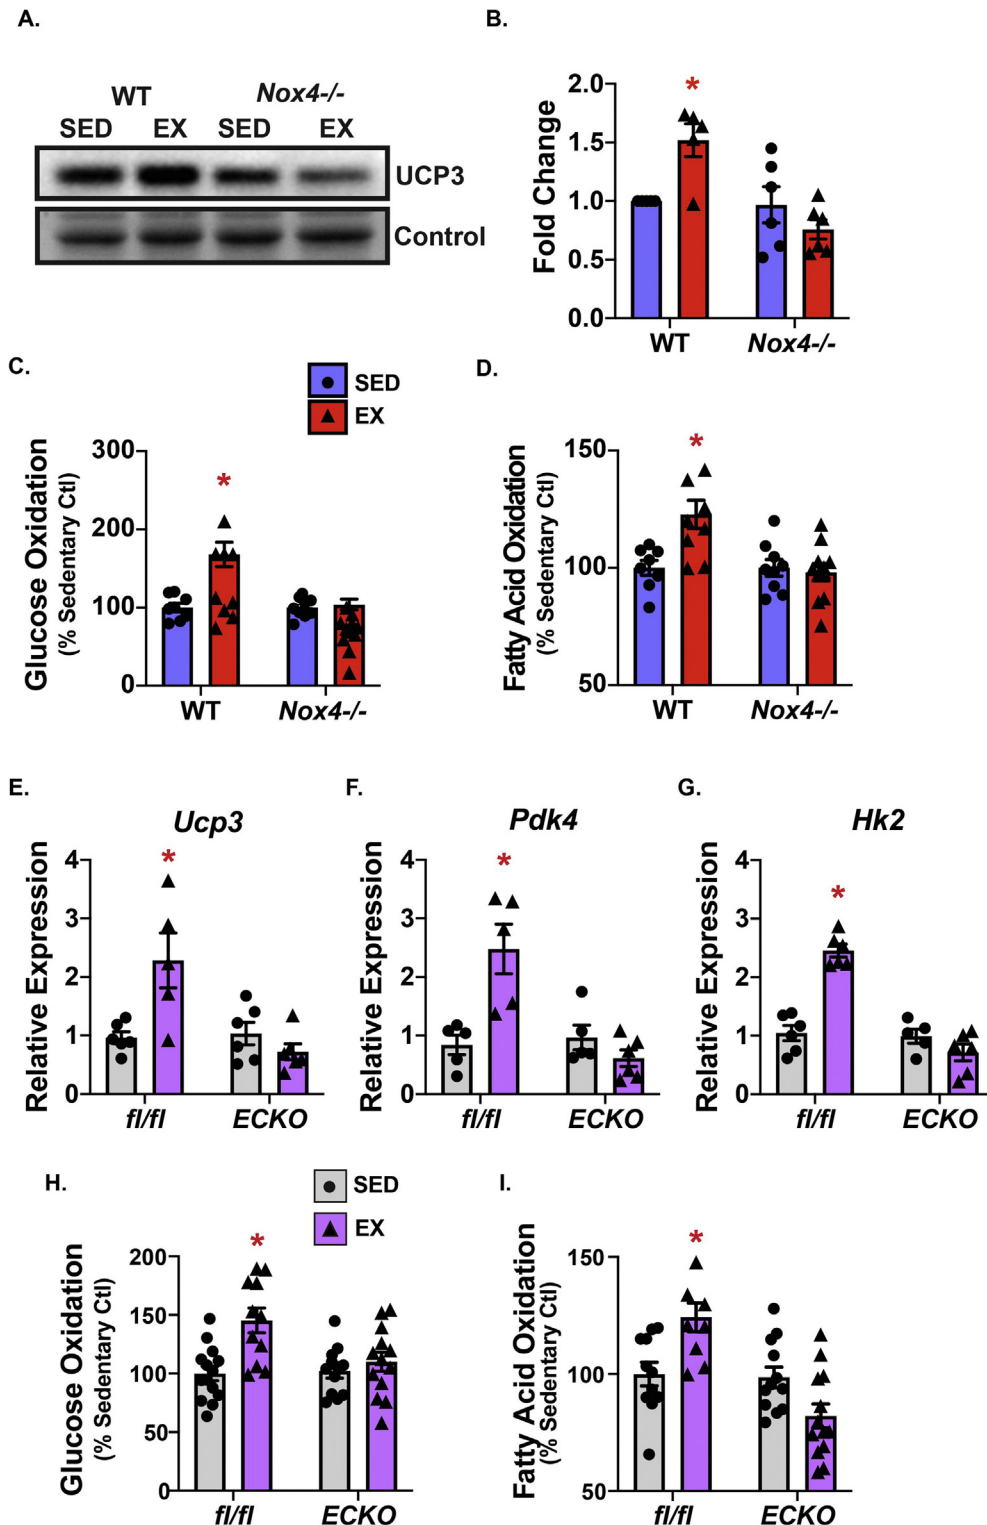 A.
WT Nox4-/-
SED EX SED EX
UCP3
Control
B.
Fold Change
2.0
1.5
1.0
0.5
0.0
*
WT Nox4-/-
C.
SED
EX
Glucose Oxidation
(% Sedentary Ctl)
300
200
100
0
*
WT Nox4-/-
D.
Fatty Acid Oxidation
(% Sedentary Ctl)
150
100
50
*
WT Nox4-/-
E.
Ucp3
Relative Expression
4
3
2
1
0
*
fl/fl ECKO
F.
Pdk4
Relative Expression
4
3
2
1
0
*
fl/fl ECKO
G.
Hk2
Relative Expression
4
3
2
1
0
*
fl/fl ECKO
H.
SED
EX
Glucose Oxidation
(% Sedentary Ctl)
200
150
100
50
0
*
fl/fl ECKO
I.
Fatty Acid Oxidation
(% Sedentary Ctl)
150
100
50
*
fl/fl ECKO